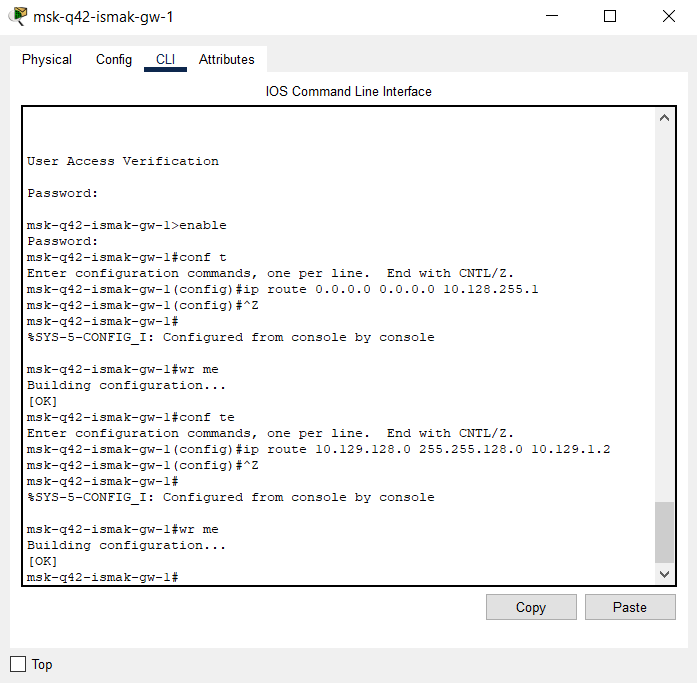 msk-q42-ismak-gw-1
Physical Config CLI Attributes
IOS Command Line Interface
User Access Verification
Password:
msk-q42-ismak-gw-1>enable
Password:
msk-q42-ismak-gw-1#conf t
Enter configuration commands, one per line.  End with CNTL/Z.
msk-q42-ismak-gw-1(config)#ip route 0.0.0.0 0.0.0.0 10.128.255.1
msk-q42-ismak-gw-1(config)#^Z
msk-q42-ismak-gw-1#
%SYS-5-CONFIG_I: Configured from console by console
msk-q42-ismak-gw-1#wr me
Building configuration...
[OK]
msk-q42-ismak-gw-1#conf te
Enter configuration commands, one per line.  End with CNTL/Z.
msk-q42-ismak-gw-1(config)#ip route 10.129.128.0 255.255.128.0 10.129.1.2
msk-q42-ismak-gw-1(config)#^Z
msk-q42-ismak-gw-1#
%SYS-5-CONFIG_I: Configured from console by console
msk-q42-ismak-gw-1#wr me
Building configuration...
[OK]
msk-q42-ismak-gw-1#
Copy Paste
Top